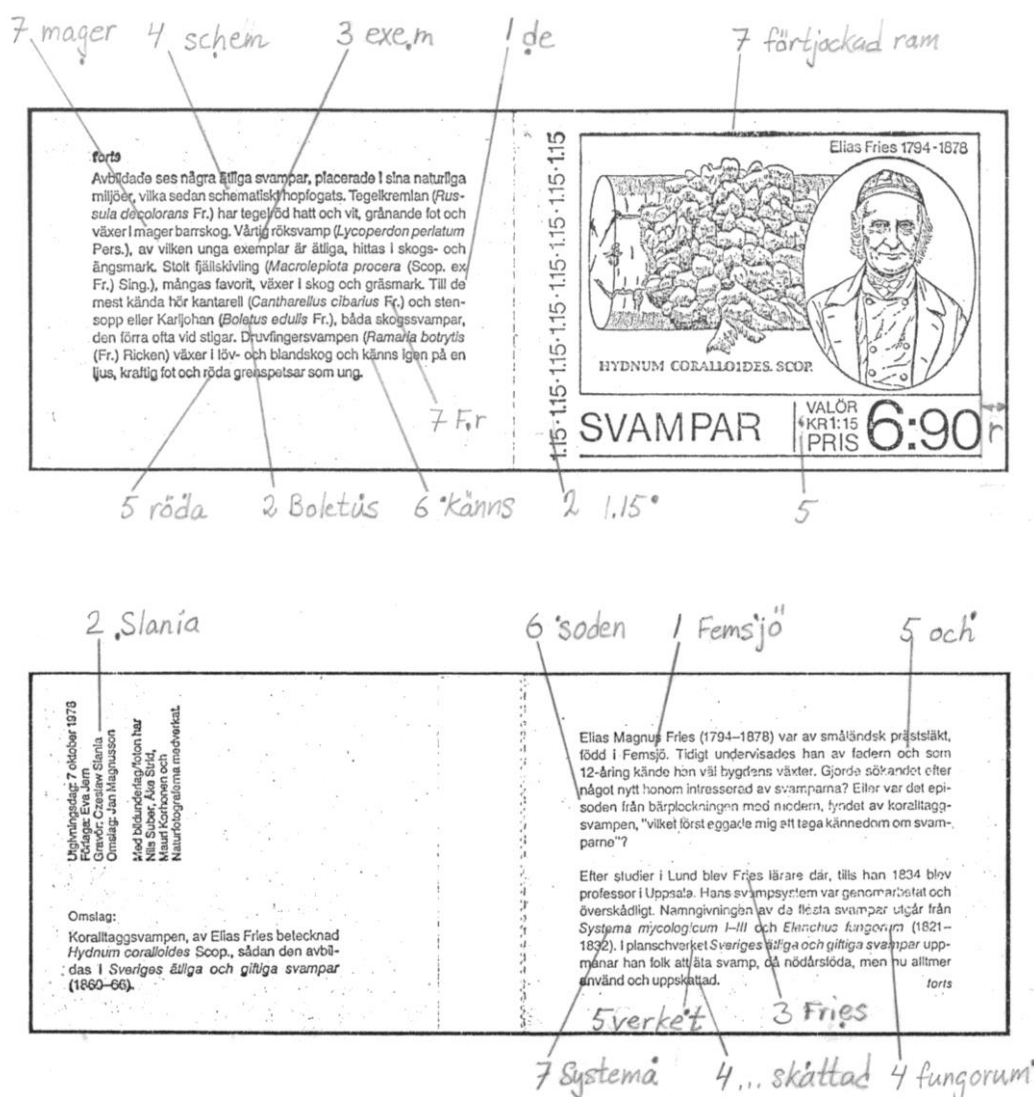 7 mager 4 schem 3 exe.m 1 de 7 förtjockad ram
forts
Avbildade ses några ätliga svampar, placerade i sina naturliga
miljöer, vilka sedan schematiskt hopfogats. Tegelkremlan (Rus-
sula decolorans Fr.) har tegelröd hatt och vit, grånande fot och
växer i mager barrskog. Vårtig röksvamp (Lycoperdon perlatum
Pers.), av vilken unga exemplar är ätliga, hittas i skogs- och
ängsmark. Stolt fjällskivling (Macrolepiota procera (Scop. ex
Fr.) Sing.), mångas favorit, växer i skog och gräsmark. Till de
mest kända hör kantarell (Cantharellus cibarius Fr.) och sten-
sopp eller Karljohan (Boletus edulis Fr.), båda skogssvampar,
den förra ofta vid stigar. Druvfingersvampen (Ramaria botrytis
(Fr.) Ricken) växer i löv- och blandskog och känns igen på en
ljus, kraftig fot och röda grenspetsar som ung.
7 F.r
5 röda 2 Boletus 6 känns 2 1.15 5
1.15·1.15·1.15·1.15·1.15·1.15
Elias Fries 1794-1878
HYDNUM CORALLOIDES. SCOP.
SVAMPAR
VALÖR
KR1:15
PRIS
6:90
r
2 .Slania 6 soden 1 Femsjö 5 och
Utgivningsdag: 7 oktober 1978
Förlaga: Eva Jern
Gravör: Czeslaw Slania
Omslag: Jan Magnusson
Med bildunderlag/foton har
Nils Suber, Åke Strid,
Mauri Korhonen och
Naturfotograferna medverkat.
Omslag:
Koralltaggsvampen, av Elias Fries betecknad
Hydnum coralloides Scop., sådan den avbil-
das i Sveriges ätliga och giftiga svampar
(1860–66).
Elias Magnus Fries (1794–1878) var av småländsk prästsläkt,
född i Femsjö. Tidigt undervisades han av fadern och som
12-åring kände han väl bygdens växter. Gjorde sökandet efter
något nytt honom intresserad av svamparna? Eller var det epi-
soden från bärplockningen med modern, fyndet av koralltagg-
svampen, "vilket först eggade mig att taga kännedom om svam-
parne"?
Efter studier i Lund blev Fries lärare där, tills han 1834 blev
professor i Uppsala. Hans svampsystem var genomarbetat och
överskådligt. Namngivningen av de flesta svampar utgår från
Systema mycologicum I–III och Elenchus fungorum (1821–
1832). I planschverket Sveriges ätliga och giftiga svampar upp-
manar han folk att äta svamp, då nödårsföda, men nu alltmer
använd och uppskattad.
forts
5 verket 3 Fries
7 Systema 4 ... skattad 4 fungorum